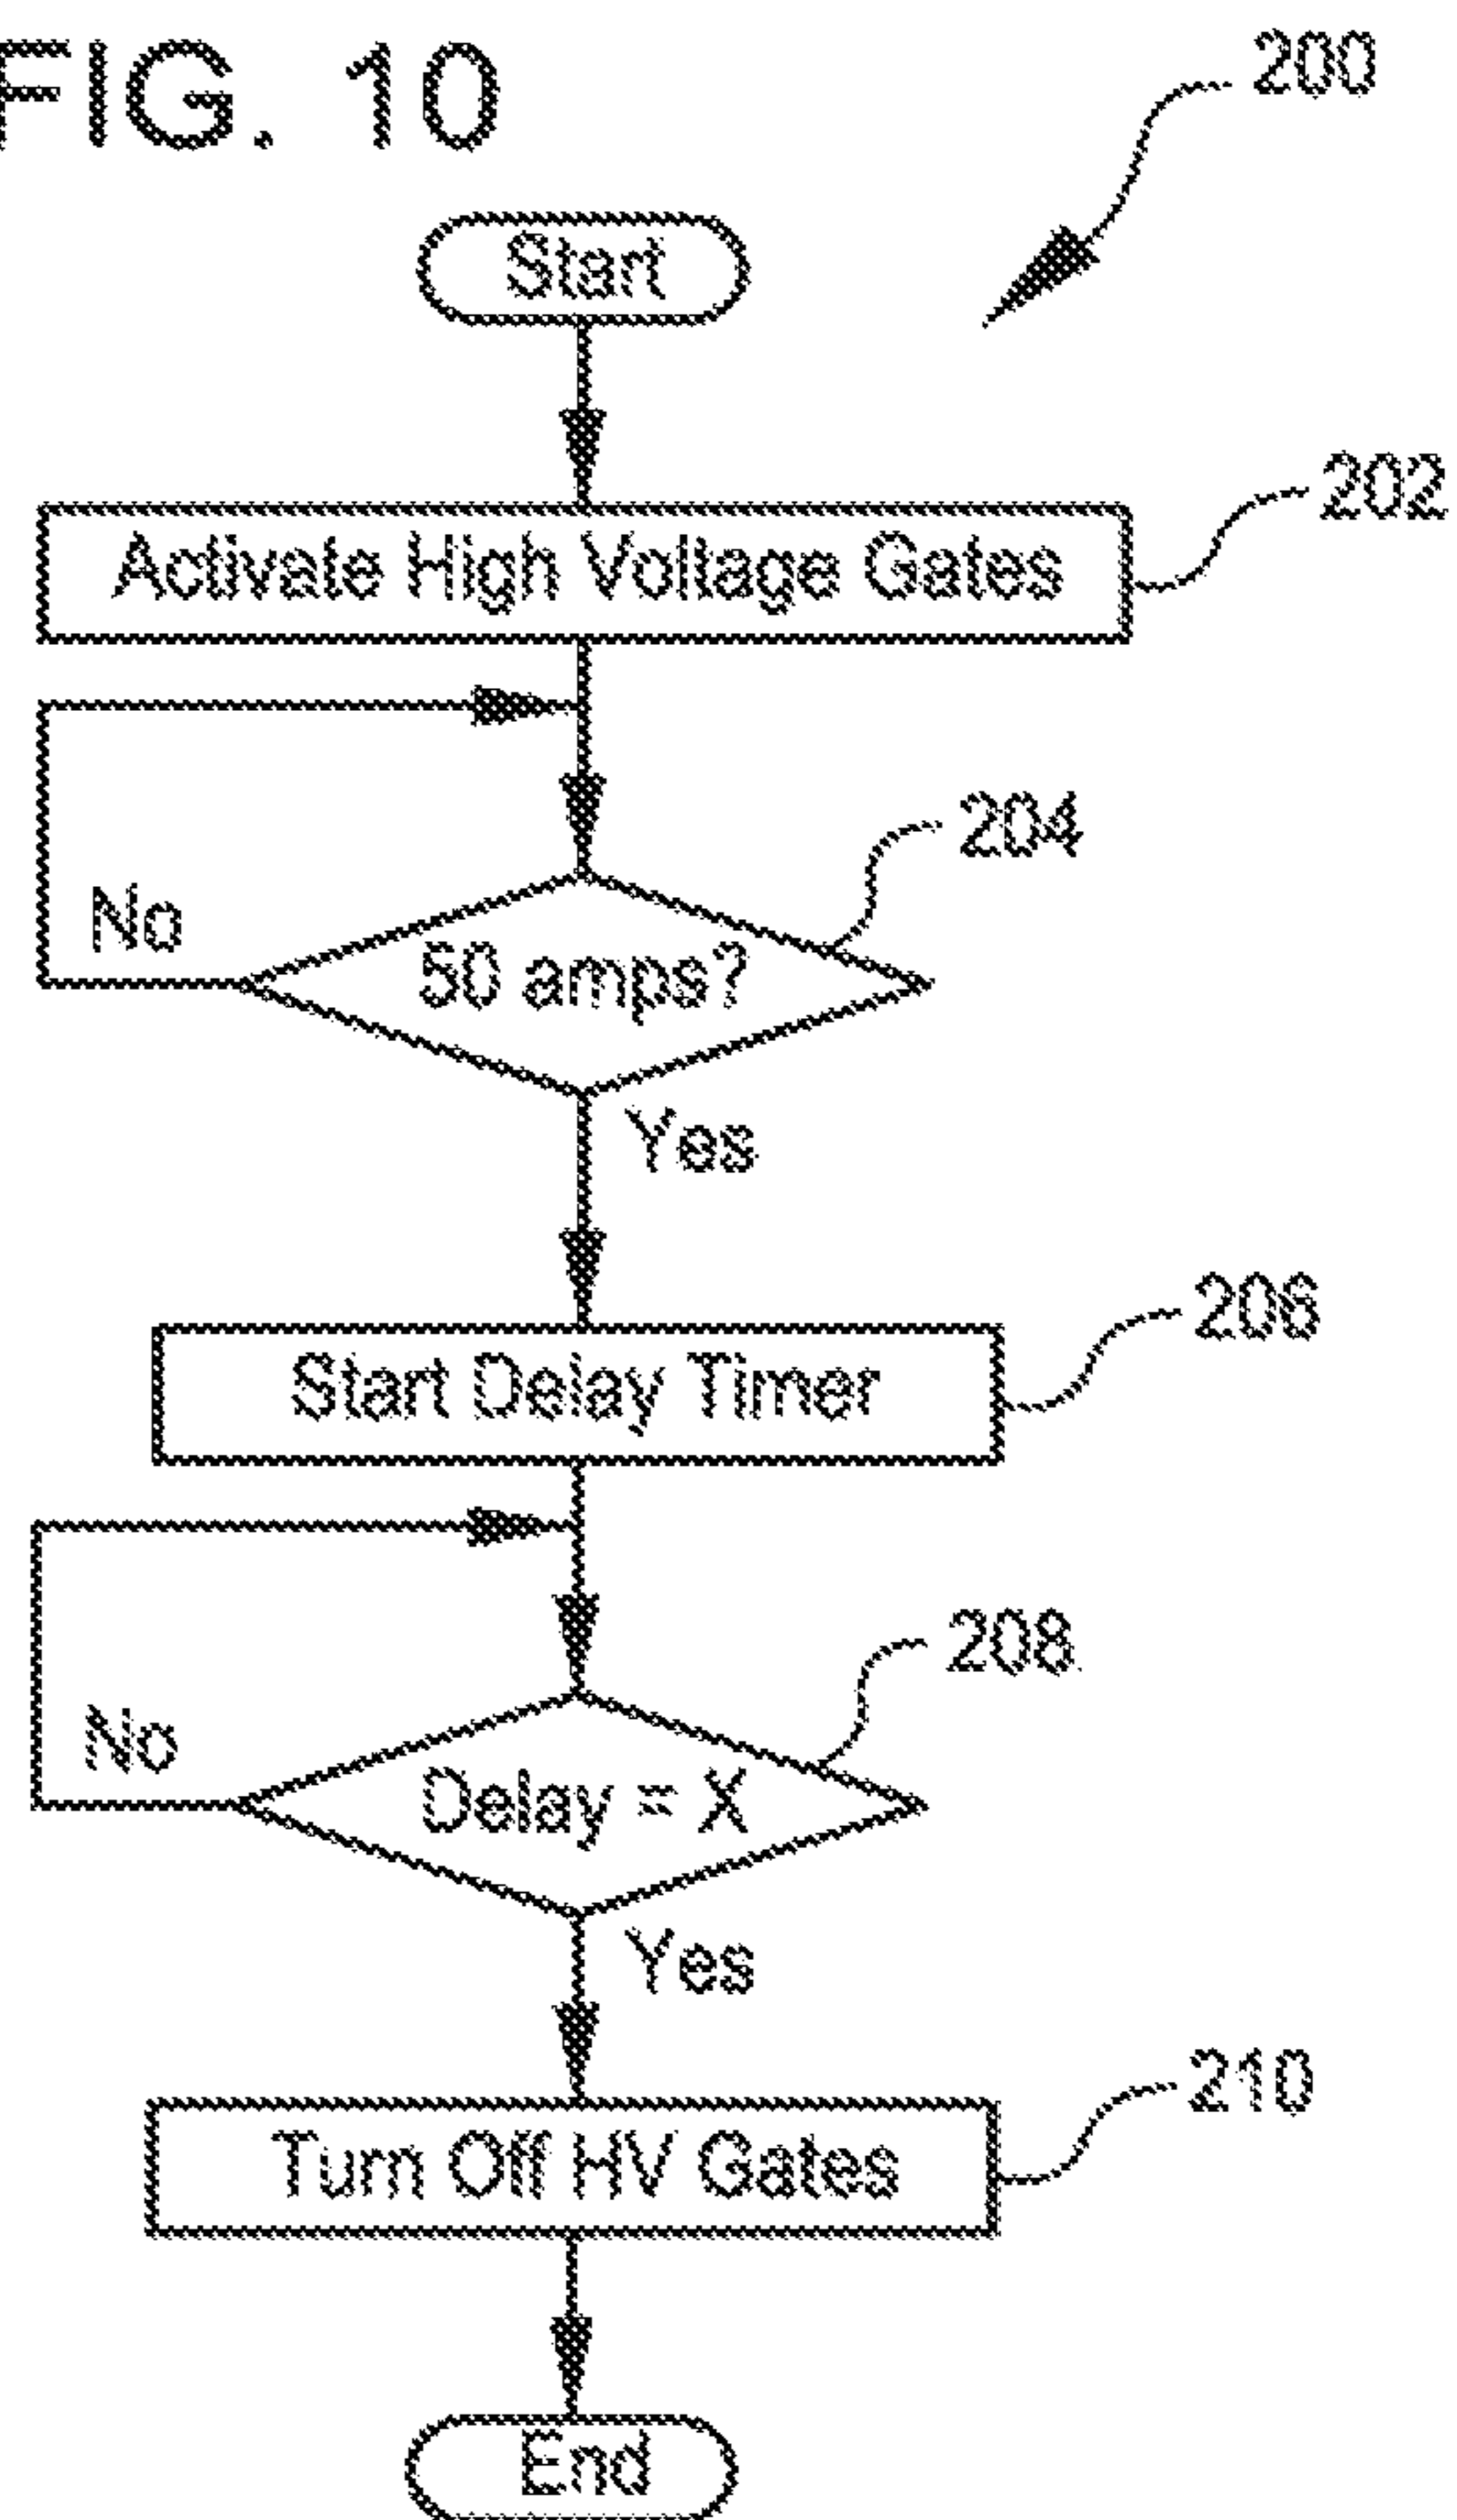 FIG. 10
200
Start
Activate High Voltage Gates
202
204
No
50 amps?
Yes
206
Start Delay Timer
208
No
Delay = X
Yes
210
Turn Off HV Gates
End